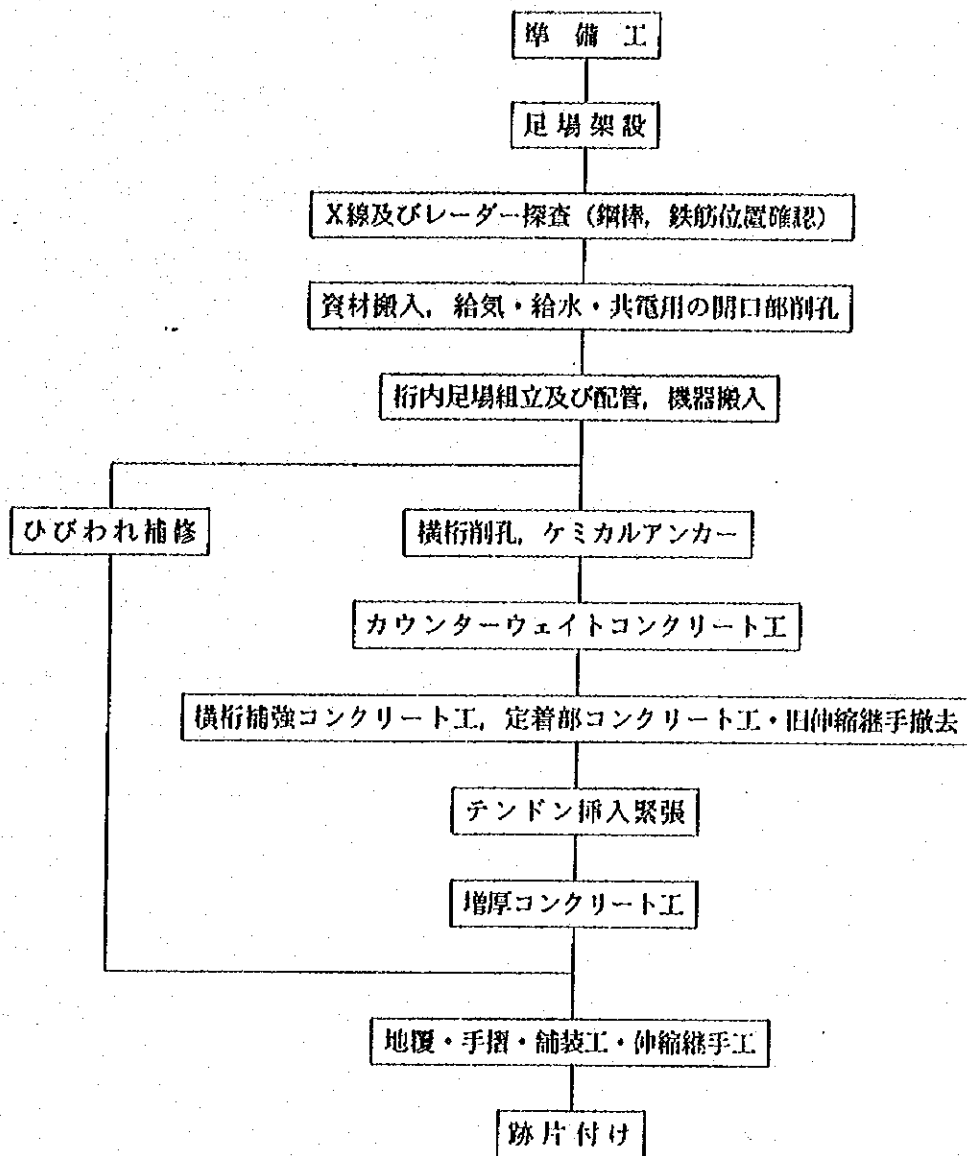 準備工
足場架設
X線及びレーダー探査(鋼棒,鉄筋位置確認)
資材搬入,給気・給水・共電用の開口部削孔
桁内足場組立及び配管,機器搬入
ひびわれ補修
横桁削孔,ケミカルアンカー
カウンターウェイトコンクリート工
横桁補強コンクリート工,定着部コンクリート工・旧伸縮継手撤去
テンドン挿入緊張
増厚コンクリート工
地覆・手摺・舗装工・伸縮継手工
跡片付け